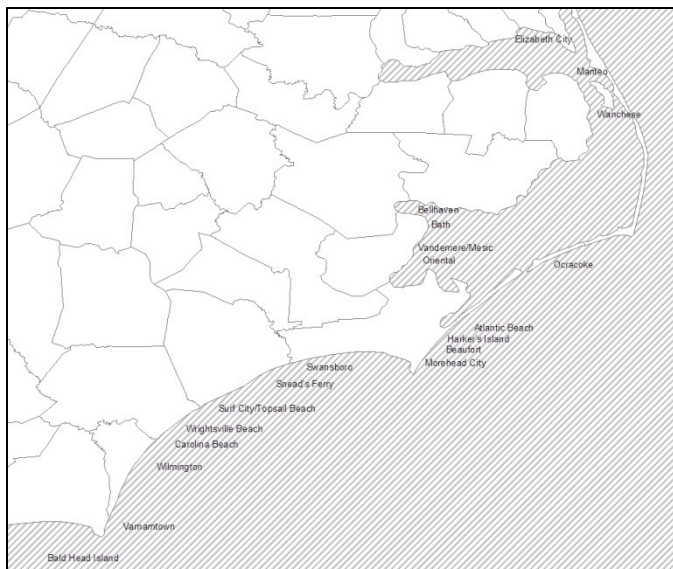 Elizabeth City
Manteo
Wanchese
Bellhaven
Bath
Vandemere/Mesic
Oriental
Ocracoke
Atlantic Beach
Harker's Island
Beaufort
Morehead City
Swansboro
Snead's Ferry
Surf City/Topsail Beach
Wrightsville Beach
Carolina Beach
Wilmington
Varnamtown
Bald Head Island